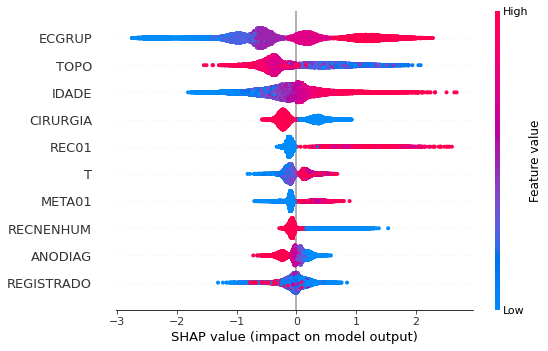 High
ECGRUP
TOPO
IDADE
CIRURGIA
REC01
T
META01
RECNENHUM
ANODIAG
REGISTRADO
Feature value
Low
−3 −2 −1 0 1 2
SHAP value (impact on model output)